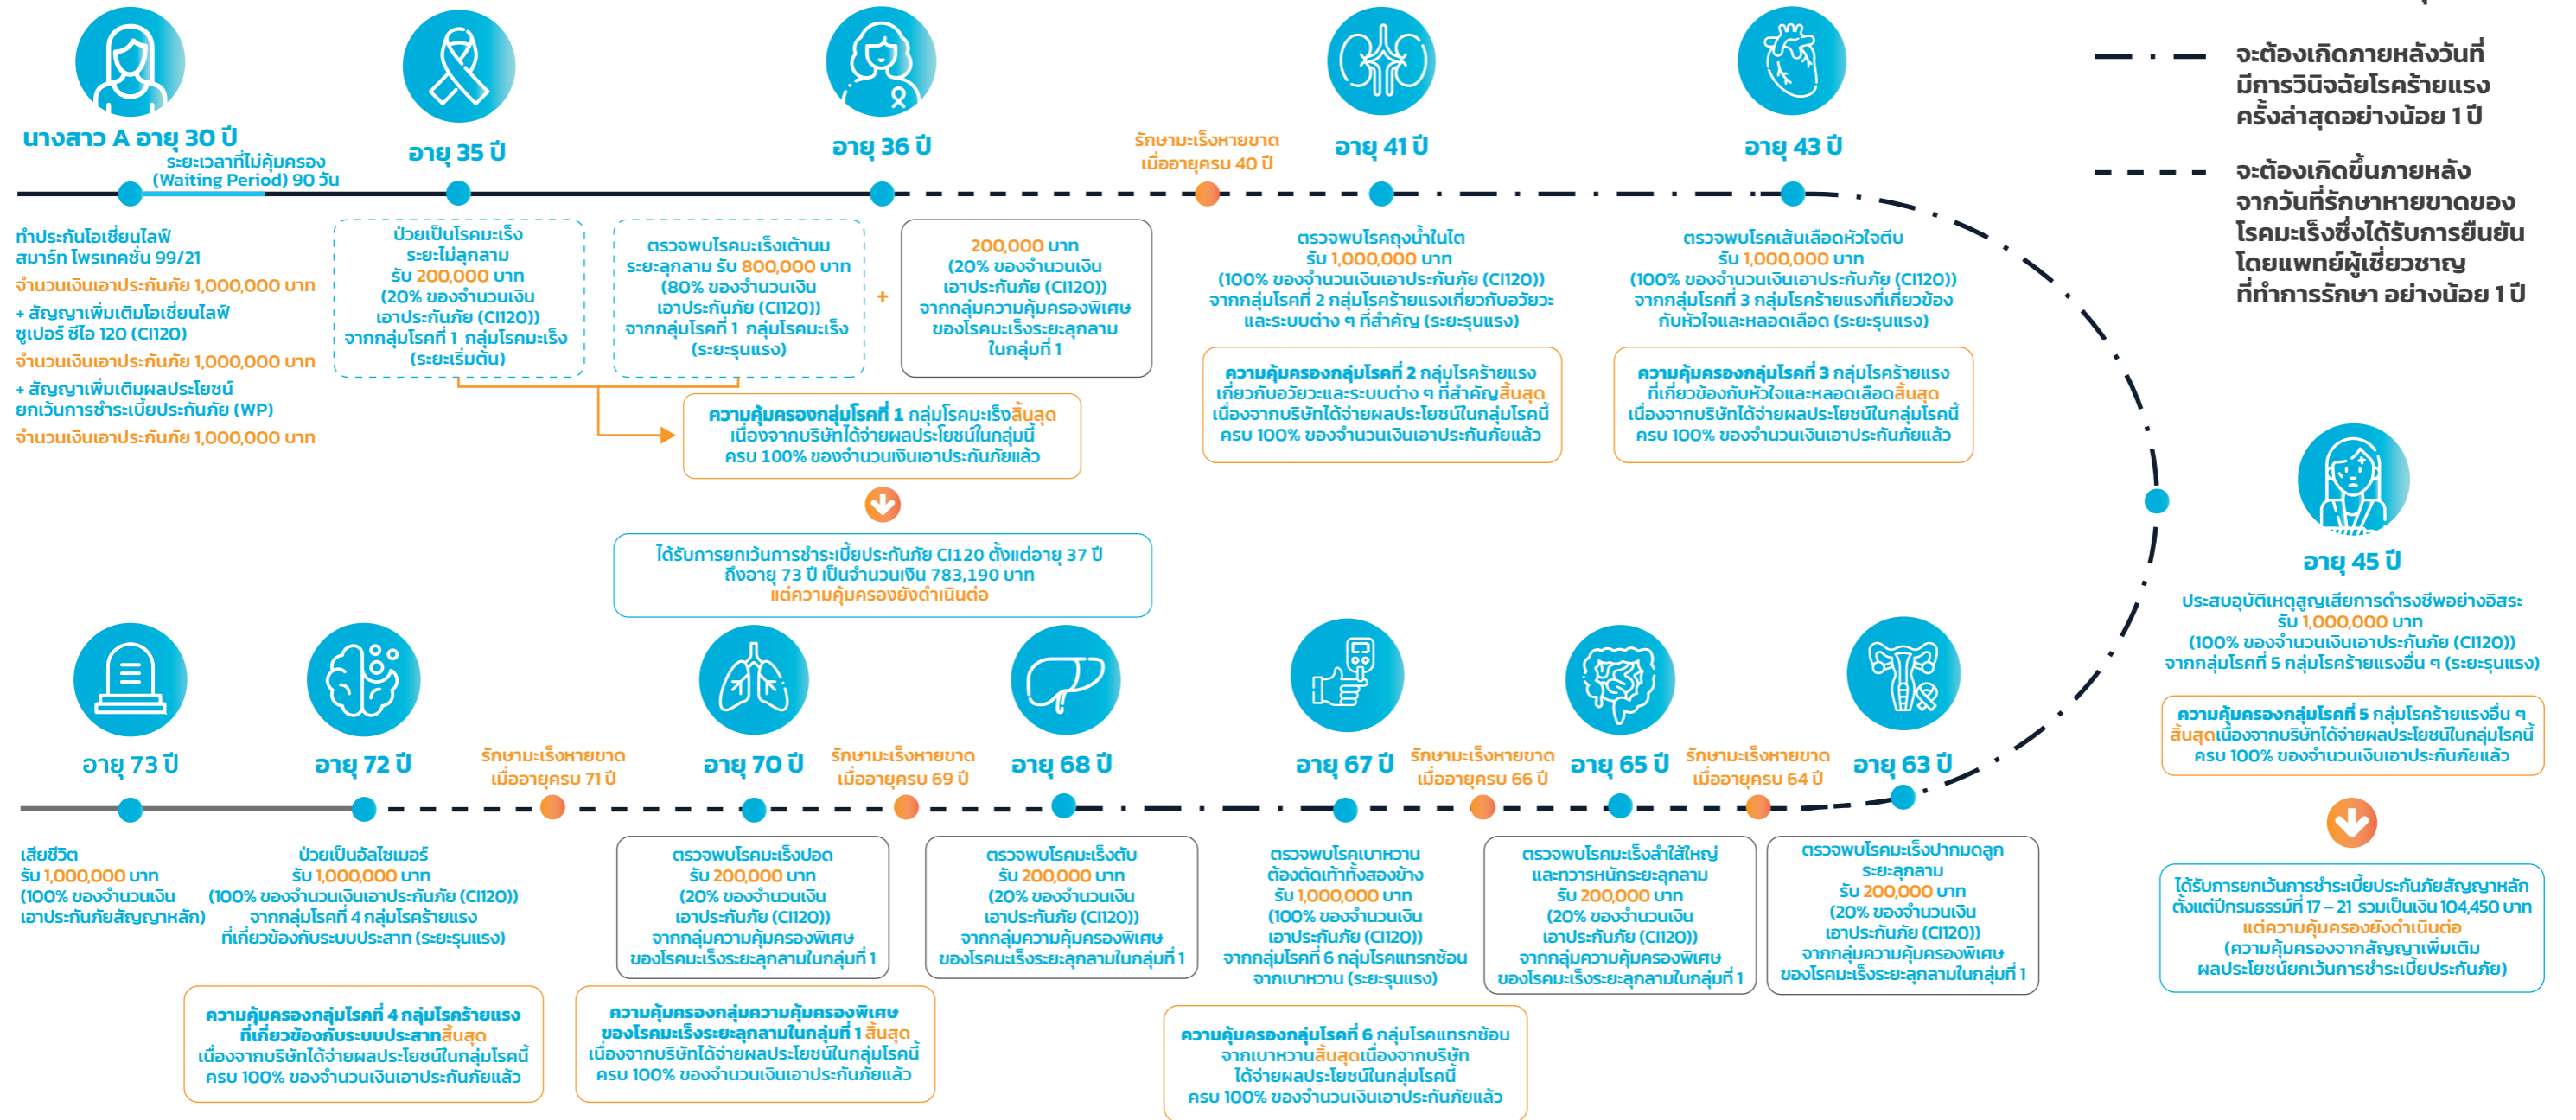 จะต้องเกิดภายหลังวันที่
มีการวินิจฉัยโรคร้ายแรง
ครั้งล่าสุดอย่างน้อย 1 ปี
จะต้องเกิดขึ้นภายหลัง
จากวันที่รักษาหายขาดของ
โรคมะเร็งซึ่งได้รับการยืนยัน
โดยแพทย์ผู้เชี่ยวชาญ
ที่ทำการรักษา อย่างน้อย 1 ปี
นางสาว A อายุ 30 ปี
ระยะเวลาที่ไม่คุ้มครอง
(Waiting Period) 90 วัน
ทำประกันโอเชี่ยนไลฟ์
สมาร์ท โพรเทคชั่น 99/21
จำนวนเงินเอาประกันภัย 1,000,000 บาท
+ สัญญาเพิ่มเติมโอเชี่ยนไลฟ์
ซูเปอร์ ซีไอ 120 (CI120)
จำนวนเงินเอาประกันภัย 1,000,000 บาท
+ สัญญาเพิ่มเติมผลประโยชน์
ยกเว้นการชำระเบี้ยประกันภัย (WP)
จำนวนเงินเอาประกันภัย 1,000,000 บาท
อายุ 35 ปี
ป่วยเป็นโรคมะเร็ง
ระยะไม่ลุกลาม
รับ 200,000 บาท
(20% ของจำนวนเงิน
เอาประกันภัย (CI120))
จากกลุ่มโรคที่ 1 กลุ่มโรคมะเร็ง
(ระยะเริ่มต้น)
อายุ 36 ปี
ตรวจพบโรคมะเร็งเต้านม
ระยะลุกลาม รับ 800,000 บาท
(80% ของจำนวนเงิน
เอาประกันภัย (CI120))
จากกลุ่มโรคที่ 1 กลุ่มโรคมะเร็ง
(ระยะรุนแรง)
+
200,000 บาท
(20% ของจำนวนเงิน
เอาประกันภัย (CI120))
จากกลุ่มความคุ้มครองพิเศษ
ของโรคมะเร็งระยะลุกลาม
ในกลุ่มที่ 1
ความคุ้มครองกลุ่มโรคที่ 1 กลุ่มโรคมะเร็งสิ้นสุด
เนื่องจากบริษัทได้จ่ายผลประโยชน์ในกลุ่มนี้
ครบ 100% ของจำนวนเงินเอาประกันภัยแล้ว
ได้รับการยกเว้นการชำระเบี้ยประกันภัย CI120 ตั้งแต่อายุ 37 ปี
ถึงอายุ 73 ปี เป็นจำนวนเงิน 783,190 บาท
แต่ความคุ้มครองยังดำเนินต่อ
รักษามะเร็งหายขาด
เมื่ออายุครบ 40 ปี
อายุ 41 ปี
ตรวจพบโรคถุงน้ำในไต
รับ 1,000,000 บาท
(100% ของจำนวนเงินเอาประกันภัย (CI120))
จากกลุ่มโรคที่ 2 กลุ่มโรคร้ายแรงเกี่ยวกับอวัยวะ
และระบบต่าง ๆ ที่สำคัญ (ระยะรุนแรง)
ความคุ้มครองกลุ่มโรคที่ 2 กลุ่มโรคร้ายแรง
เกี่ยวกับอวัยวะและระบบต่าง ๆ ที่สำคัญสิ้นสุด
เนื่องจากบริษัทได้จ่ายผลประโยชน์ในกลุ่มโรคนี้
ครบ 100% ของจำนวนเงินเอาประกันภัยแล้ว
อายุ 43 ปี
ตรวจพบโรคเส้นเลือดหัวใจตีบ
รับ 1,000,000 บาท
(100% ของจำนวนเงินเอาประกันภัย (CI120))
จากกลุ่มโรคที่ 3 กลุ่มโรคร้ายแรงที่เกี่ยวข้อง
กับหัวใจและหลอดเลือด (ระยะรุนแรง)
ความคุ้มครองกลุ่มโรคที่ 3 กลุ่มโรคร้ายแรง
ที่เกี่ยวข้องกับหัวใจและหลอดเลือดสิ้นสุด
เนื่องจากบริษัทได้จ่ายผลประโยชน์ในกลุ่มโรคนี้
ครบ 100% ของจำนวนเงินเอาประกันภัยแล้ว
อายุ 45 ปี
ประสบอุบัติเหตุสูญเสียการดำรงชีพอย่างอิสระ
รับ 1,000,000 บาท
(100% ของจำนวนเงินเอาประกันภัย (CI120))
จากกลุ่มโรคที่ 5 กลุ่มโรคร้ายแรงอื่น ๆ (ระยะรุนแรง)
ความคุ้มครองกลุ่มโรคที่ 5 กลุ่มโรคร้ายแรงอื่น ๆ
สิ้นสุดเนื่องจากบริษัทได้จ่ายผลประโยชน์ในกลุ่มโรคนี้
ครบ 100% ของจำนวนเงินเอาประกันภัยแล้ว
ได้รับการยกเว้นการชำระเบี้ยประกันภัยสัญญาหลัก
ตั้งแต่ปีกรมธรรม์ที่ 17 – 21 รวมเป็นเงิน 104,450 บาท
แต่ความคุ้มครองยังดำเนินต่อ
(ความคุ้มครองจากสัญญาเพิ่มเติม
ผลประโยชน์ยกเว้นการชำระเบี้ยประกันภัย)
อายุ 63 ปี
ตรวจพบโรคมะเร็งปากมดลูก
ระยะลุกลาม
รับ 200,000 บาท
(20% ของจำนวนเงิน
เอาประกันภัย (CI120))
จากกลุ่มความคุ้มครองพิเศษ
ของโรคมะเร็งระยะลุกลามในกลุ่มที่ 1
รักษามะเร็งหายขาด
เมื่ออายุครบ 64 ปี
อายุ 65 ปี
ตรวจพบโรคมะเร็งลำใส้ใหญ่
และทวารหนักระยะลุกลาม
รับ 200,000 บาท
(20% ของจำนวนเงิน
เอาประกันภัย (CI120))
จากกลุ่มความคุ้มครองพิเศษ
ของโรคมะเร็งระยะลุกลามในกลุ่มที่ 1
รักษามะเร็งหายขาด
เมื่ออายุครบ 66 ปี
อายุ 67 ปี
ตรวจพบโรคเบาหวาน
ต้องตัดเท้าทั้งสองข้าง
รับ 1,000,000 บาท
(100% ของจำนวนเงิน
เอาประกันภัย (CI120))
จากกลุ่มโรคที่ 6 กลุ่มโรคแทรกซ้อน
จากเบาหวาน (ระยะรุนแรง)
ความคุ้มครองกลุ่มโรคที่ 6 กลุ่มโรคแทรกซ้อน
จากเบาหวานสิ้นสุดเนื่องจากบริษัท
ได้จ่ายผลประโยชน์ในกลุ่มโรคนี้
ครบ 100% ของจำนวนเงินเอาประกันภัยแล้ว
อายุ 68 ปี
ตรวจพบโรคมะเร็งตับ
รับ 200,000 บาท
(20% ของจำนวนเงิน
เอาประกันภัย (CI120))
จากกลุ่มความคุ้มครองพิเศษ
ของโรคมะเร็งระยะลุกลามในกลุ่มที่ 1
รักษามะเร็งหายขาด
เมื่ออายุครบ 69 ปี
อายุ 70 ปี
ตรวจพบโรคมะเร็งปอด
รับ 200,000 บาท
(20% ของจำนวนเงิน
เอาประกันภัย (CI120))
จากกลุ่มความคุ้มครองพิเศษ
ของโรคมะเร็งระยะลุกลามในกลุ่มที่ 1
ความคุ้มครองกลุ่มความคุ้มครองพิเศษ
ของโรคมะเร็งระยะลุกลามในกลุ่มที่ 1 สิ้นสุด
เนื่องจากบริษัทได้จ่ายผลประโยชน์ในกลุ่มโรคนี้
ครบ 100% ของจำนวนเงินเอาประกันภัยแล้ว
รักษามะเร็งหายขาด
เมื่ออายุครบ 71 ปี
อายุ 72 ปี
ป่วยเป็นอัลไซเมอร์
รับ 1,000,000 บาท
(100% ของจำนวนเงินเอาประกันภัย (CI120))
จากกลุ่มโรคที่ 4 กลุ่มโรคร้ายแรง
ที่เกี่ยวข้องกับระบบประสาท (ระยะรุนแรง)
ความคุ้มครองกลุ่มโรคที่ 4 กลุ่มโรคร้ายแรง
ที่เกี่ยวข้องกับระบบประสาทสิ้นสุด
เนื่องจากบริษัทได้จ่ายผลประโยชน์ในกลุ่มโรคนี้
ครบ 100% ของจำนวนเงินเอาประกันภัยแล้ว
อายุ 73 ปี
เสียชีวิต
รับ 1,000,000 บาท
(100% ของจำนวนเงิน
เอาประกันภัยสัญญาหลัก)